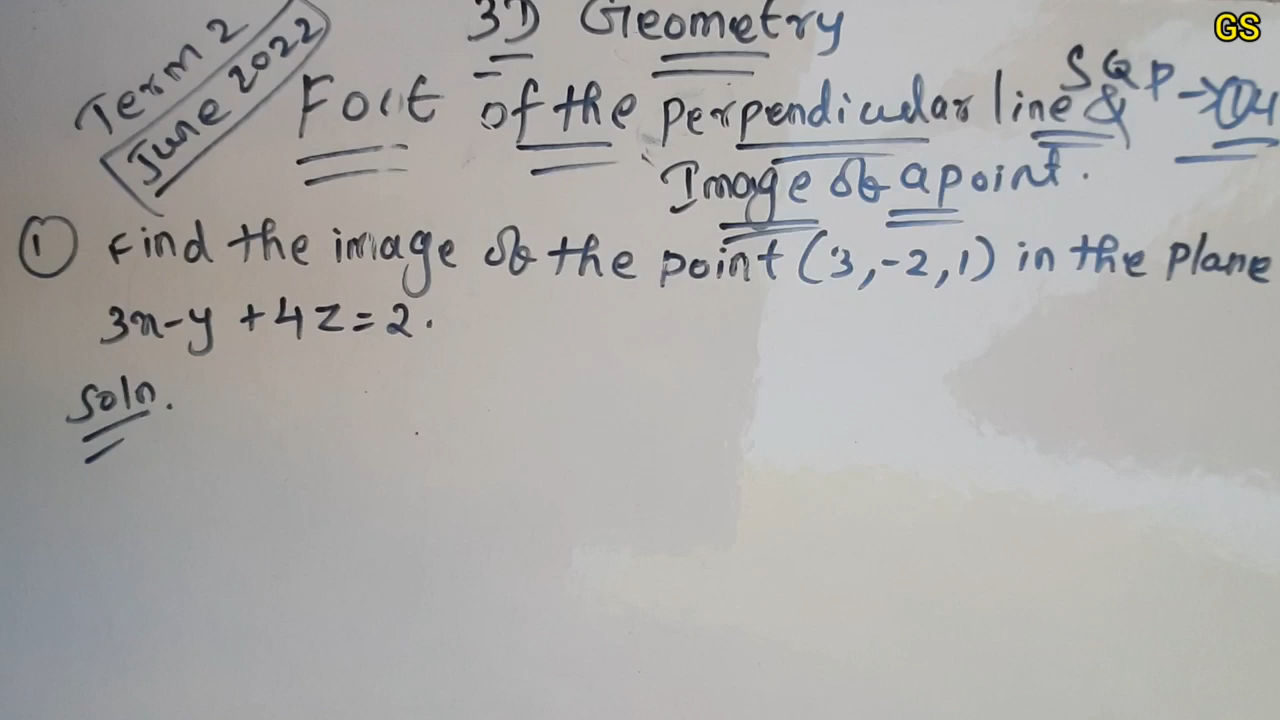 3D Geometry
GS
Term 2
June 2022
Foot of the perpendicular line &
SQP → 04
Image of a point.
① Find the image of the point (3,-2,1) in the plane
3x-y+4z=2.
Soln.